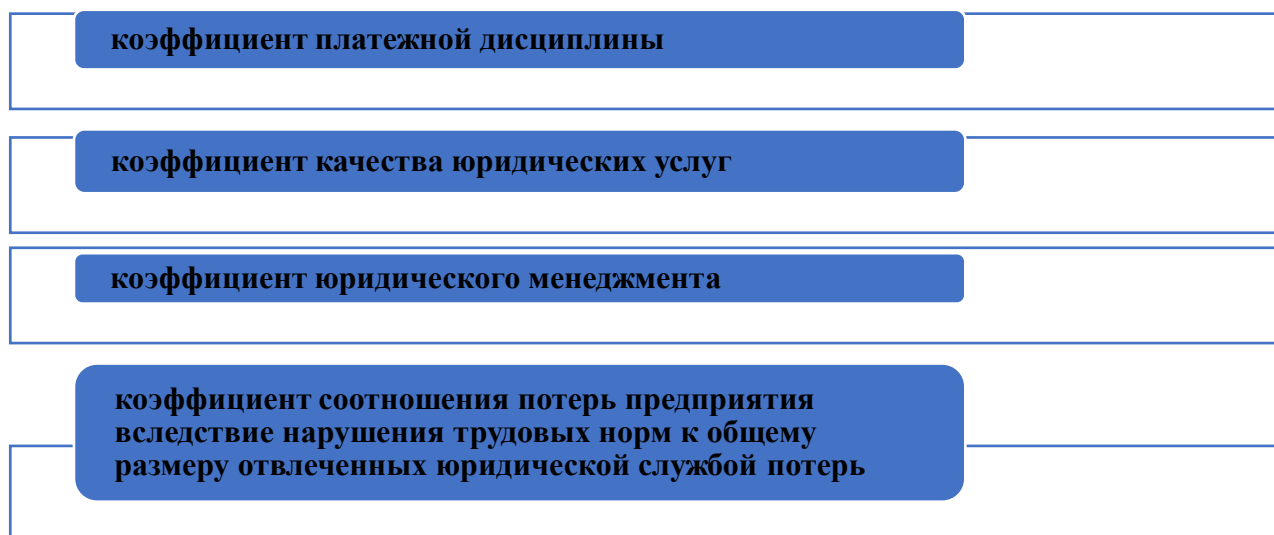 коэффициент платежной дисциплины
коэффициент качества юридических услуг
коэффициент юридического менеджмента
коэффициент соотношения потерь предприятия
вследствие нарушения трудовых норм к общему
размеру отвлеченных юридической службой потерь